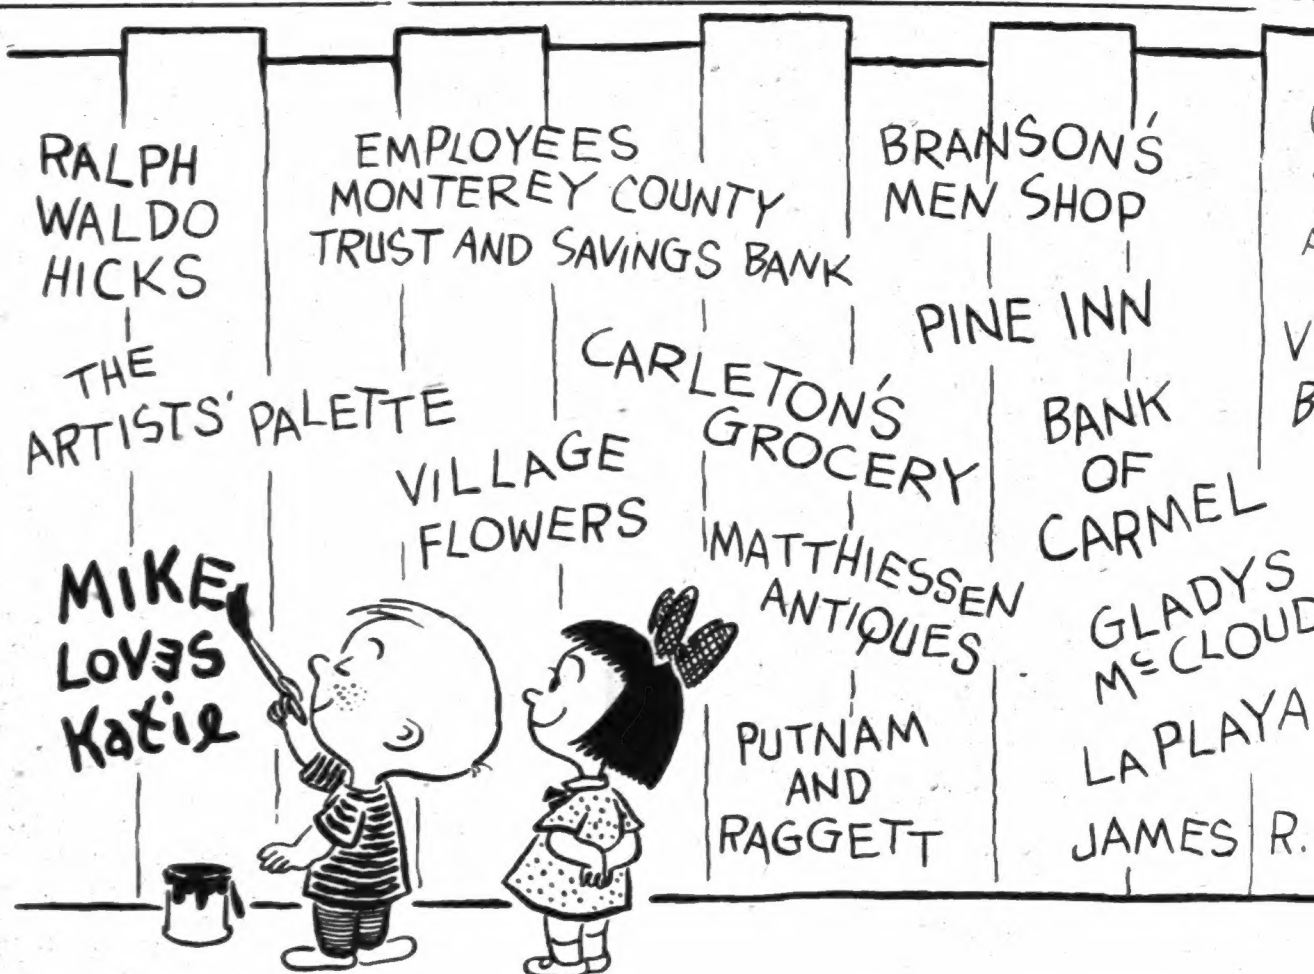 RALPH
WALDO
HICKS
EMPLOYEES
MONTEREY COUNTY
TRUST AND SAVINGS BANK
BRANSON'S
MEN SHOP
PINE INN
THE
ARTISTS' PALETTE
CARLETON'S
GROCERY
VILLAGE
FLOWERS
BANK
OF
CARMEL
MATTHIESSEN
ANTIQUES
GLADYS
McCLOUD
MIKE
LOVƎS
Katie
PUTNAM
AND
RAGGETT
LA PLAYA
JAMES R.